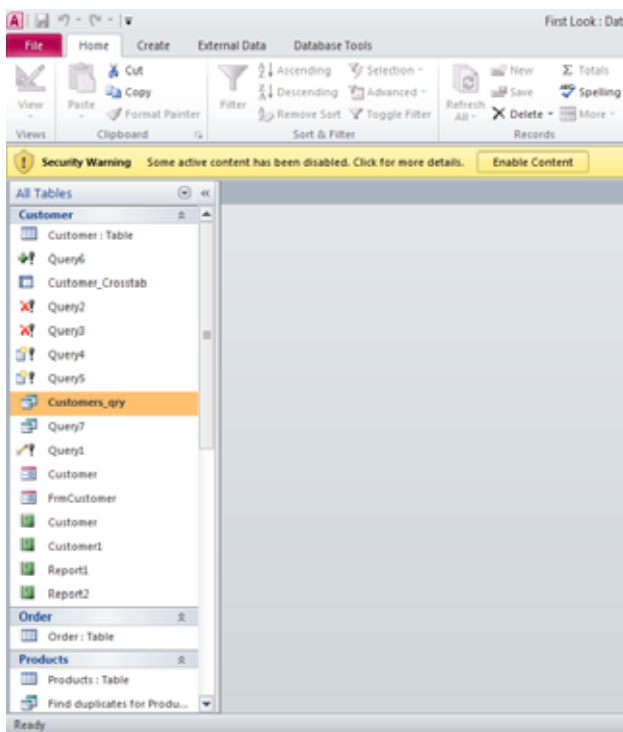 First Look : Dat
File Home Create External Data Database Tools
View
Views
Paste
Cut
Copy
Format Painter
Clipboard
Filter
Ascending
Descending
Remove Sort
Selection
Advanced
Toggle Filter
Sort & Filter
Refresh All
New
Save
Delete
Totals
Spelling
More
Records
Security Warning Some active content has been disabled. Click for more details. Enable Content
All Tables
Customer
Customer : Table
Query6
Customer_Crosstab
Query2
Query3
Query4
Query5
Customers_qry
Query7
Query1
Customer
FrmCustomer
Customer
Customer1
Report1
Report2
Order
Order : Table
Products
Products : Table
Find duplicates for Produ...
Ready